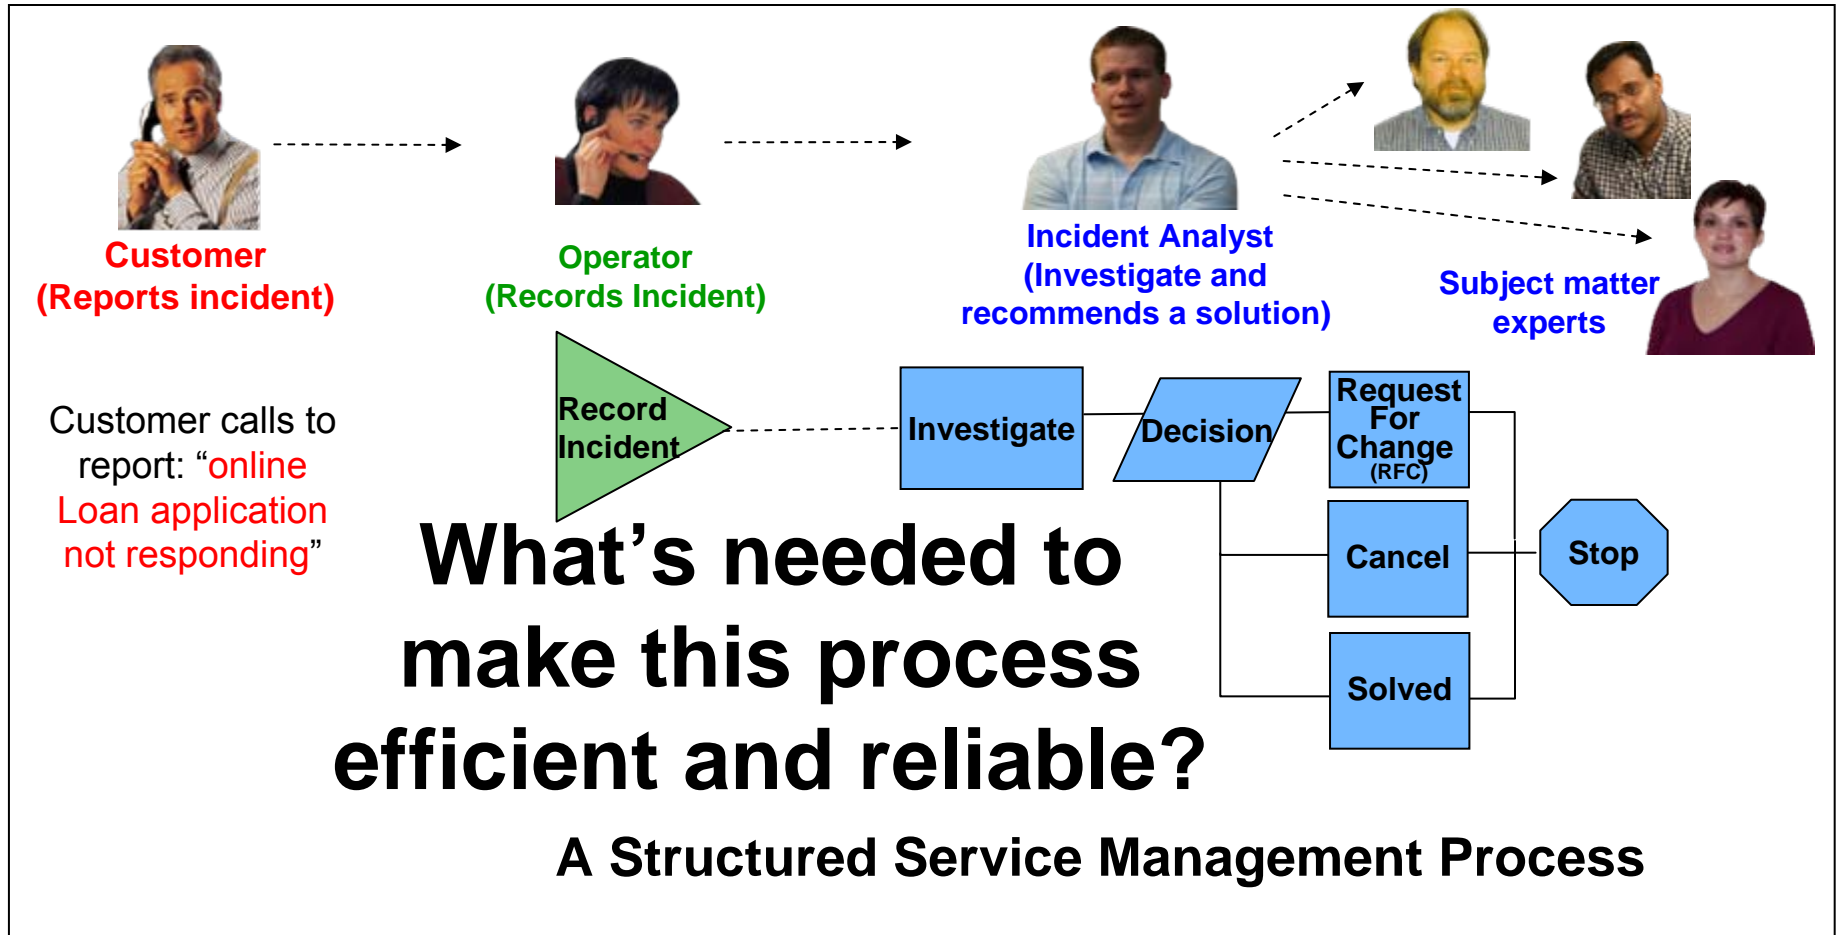 Customer
(Reports incident)
Operator
(Records Incident)
Incident Analyst
(Investigate and
recommends a solution)
Subject matter
experts
Customer calls to
report: “online
Loan application
not responding”
Record
Incident
Investigate
Decision
Request
For
Change
(RFC)
Cancel
Solved
Stop
What’s needed to
make this process
efficient and reliable?
A Structured Service Management Process